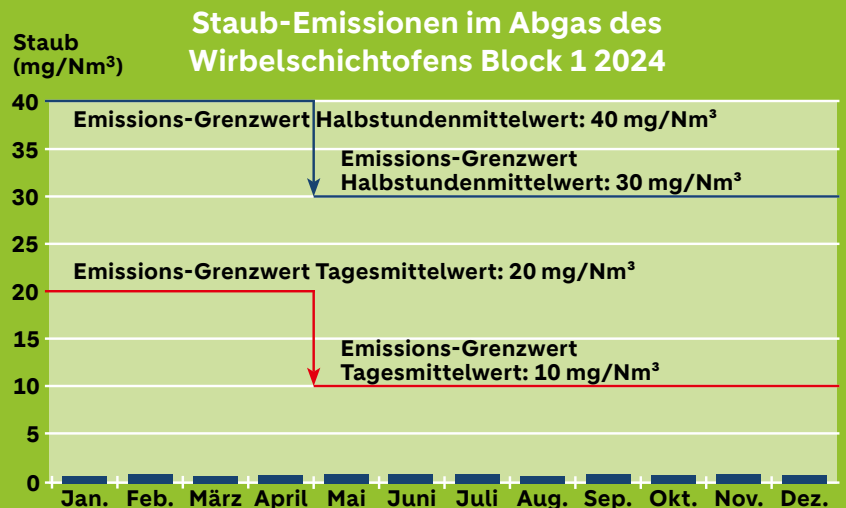 Staub-Emissionen im Abgas des
Wirbelschichtofens Block 1 2024
Staub
(mg/Nm³)
40
Emissions-Grenzwert Halbstundenmittelwert: 40 mg/Nm³
35
Emissions-Grenzwert
Halbstundenmittelwert: 30 mg/Nm³
30
25
Emissions-Grenzwert Tagesmittelwert: 20 mg/Nm³
20
15
Emissions-Grenzwert
Tagesmittelwert: 10 mg/Nm³
10
5
0
Jan. Feb. März April Mai Juni Juli Aug. Sep. Okt. Nov. Dez.